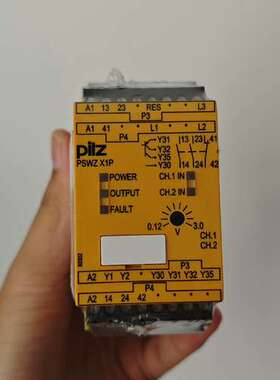 A1 13 * * RES * * L3
P3
A1 41 * * L1 * * L2
P4
pilz
PSWZ X1P
Y31
Y32
Y35
Y30
13 23 41
14 24 42
POWER
OUTPUT
FAULT
CH.1 IN
CH.2 IN
0.12 V 3.0
CH.1
CH.2
P3
A2 Y1 Y2 * Y30 Y31 Y32 Y35
P4
A2 14 24 42 * * * *